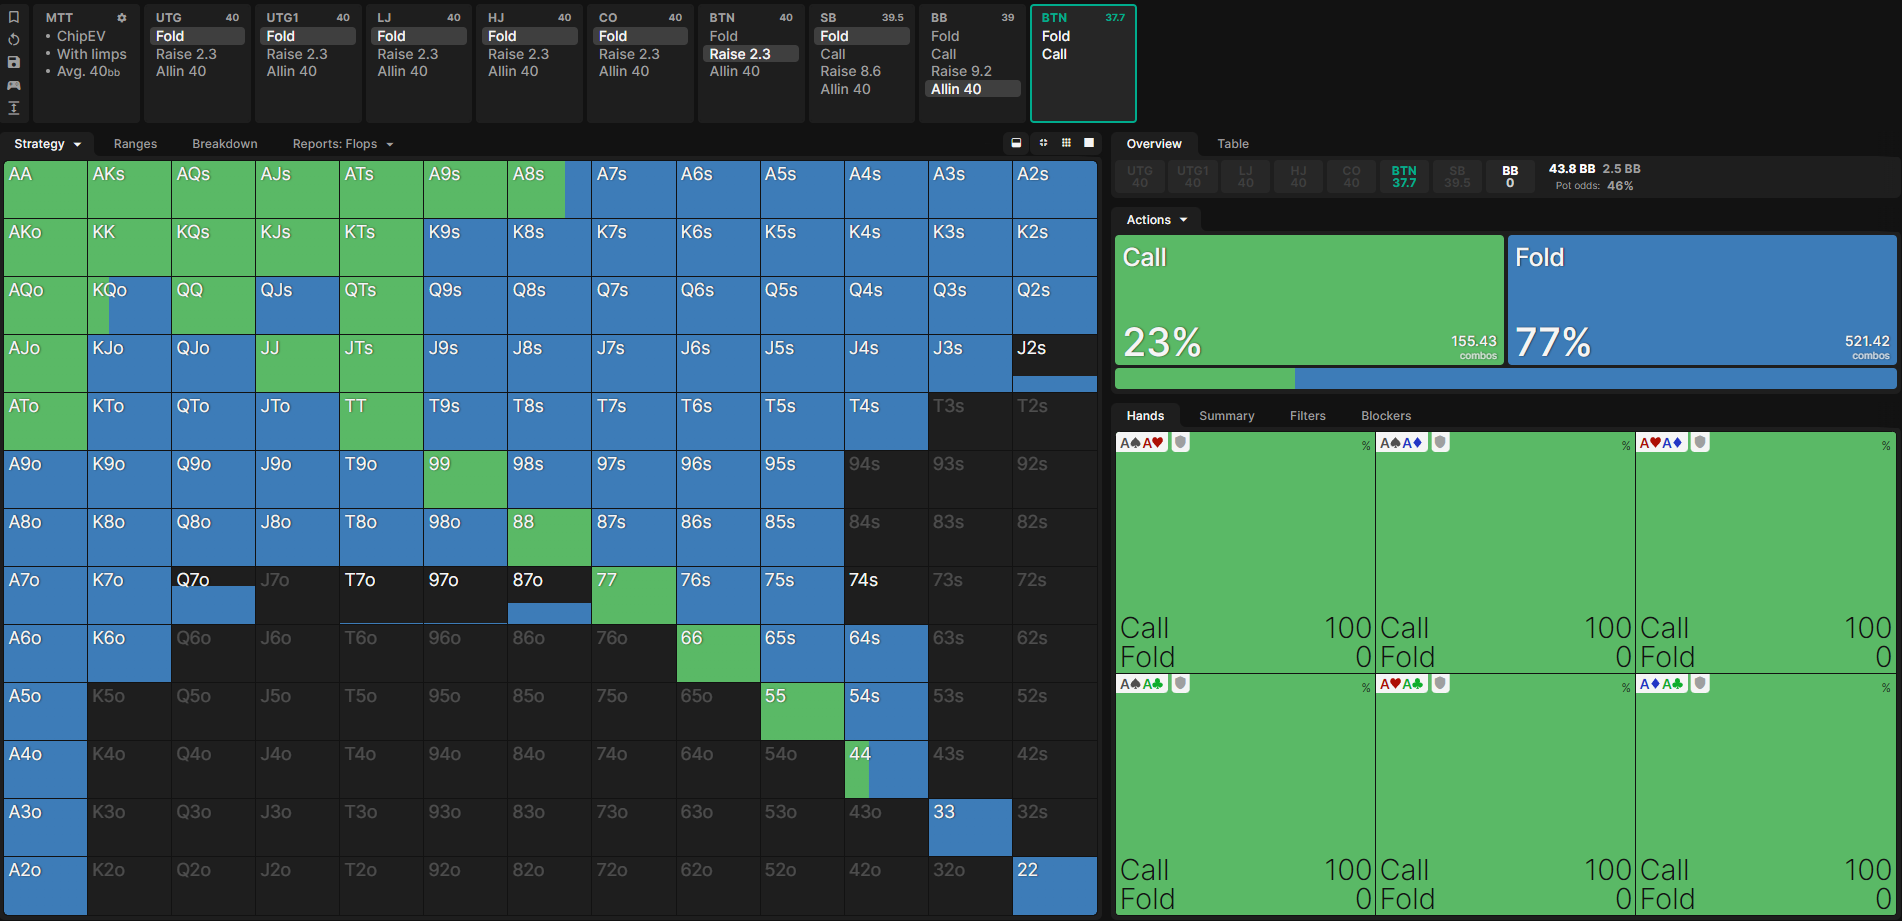 MTT
• ChipEV
• With limps
• Avg. 40bb
UTG 40
Fold
Raise 2.3
Allin 40
UTG1 40
Fold
Raise 2.3
Allin 40
LJ 40
Fold
Raise 2.3
Allin 40
HJ 40
Fold
Raise 2.3
Allin 40
CO 40
Fold
Raise 2.3
Allin 40
BTN 40
Fold
Raise 2.3
Allin 40
SB 39.5
Fold
Call
Raise 8.6
Allin 40
BB 39
Fold
Call
Raise 9.2
Allin 40
BTN 37.7
Fold
Call
Strategy Ranges Breakdown Reports: Flops
AA AKs AQs AJs ATs A9s A8s A7s A6s A5s A4s A3s A2s
AKo KK KQs KJs KTs K9s K8s K7s K6s K5s K4s K3s K2s
AQo KQo QQ QJs QTs Q9s Q8s Q7s Q6s Q5s Q4s Q3s Q2s
AJo KJo QJo JJ JTs J9s J8s J7s J6s J5s J4s J3s J2s
ATo KTo QTo JTo TT T9s T8s T7s T6s T5s T4s T3s T2s
A9o K9o Q9o J9o T9o 99 98s 97s 96s 95s 94s 93s 92s
A8o K8o Q8o J8o T8o 98o 88 87s 86s 85s 84s 83s 82s
A7o K7o Q7o J7o T7o 97o 87o 77 76s 75s 74s 73s 72s
A6o K6o Q6o J6o T6o 96o 86o 76o 66 65s 64s 63s 62s
A5o K5o Q5o J5o T5o 95o 85o 75o 65o 55 54s 53s 52s
A4o K4o Q4o J4o T4o 94o 84o 74o 64o 54o 44 43s 42s
A3o K3o Q3o J3o T3o 93o 83o 73o 63o 53o 43o 33 32s
A2o K2o Q2o J2o T2o 92o 82o 72o 62o 52o 42o 32o 22
Overview Table
UTG UTG1 LJ HJ CO BTN SB BB
40 40 40 40 40 37.7 39.5 0
43.8 BB 2.5 BB
Pot odds: 46%
Actions
Call
23%
155.43
combos
Fold
77%
521.42
combos
Hands Summary Filters Blockers
A♠A♥ %
Call 100
Fold 0
A♠A♦ %
Call 100
Fold 0
A♥A♦ %
Call 100
Fold 0
A♠A♣ %
Call 100
Fold 0
A♥A♣ %
Call 100
Fold 0
A♦A♣ %
Call 100
Fold 0